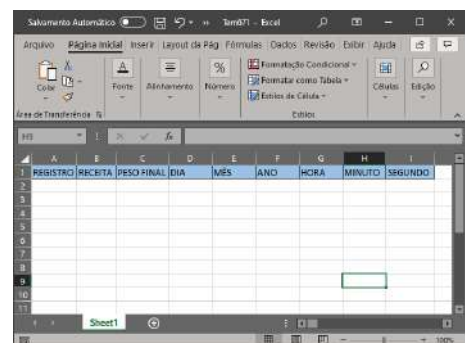 Salvamento Automático
Tem871 - Excel
Arquivo Página Inicial Inserir Layout da Pág Fórmulas Dados Revisão Exibir Ajuda
Colar
Fonte
Alinhamento
Número
Formatação Condicional
Formatar como Tabela
Estilos de Célula
Células
Edição
Área de Transferência
Estilos
H9
fx
A B C D E F G H I
1 REGISTRO RECEITA PESO FINAL DIA MÊS ANO HORA MINUTO SEGUNDO
2
3
4
5
6
7
8
9
10
11
Sheet1
100%